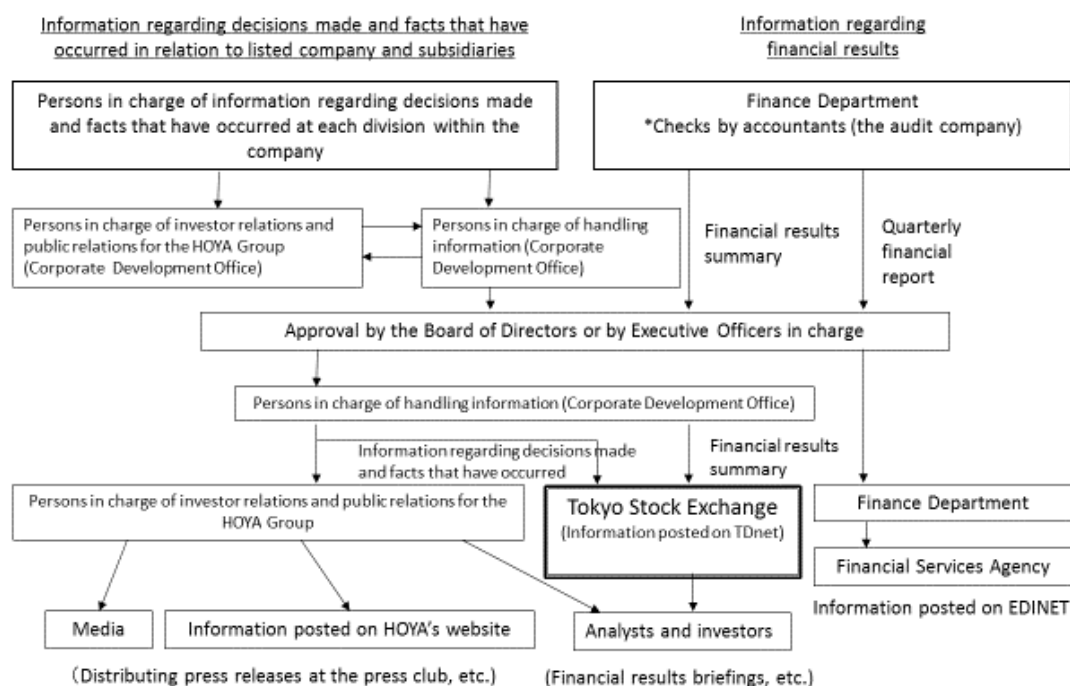 Information regarding decisions made and facts that have
occurred in relation to listed company and subsidiaries
Information regarding
financial results
Persons in charge of information regarding decisions made
and facts that have occurred at each division within the
company
Finance Department
*Checks by accountants (the audit company)
Persons in charge of investor relations and
public relations for the HOYA Group
(Corporate Development Office)
Persons in charge of handling
information (Corporate
Development Office)
Financial results
summary
Quarterly
financial
report
Approval by the Board of Directors or by Executive Officers in charge
Persons in charge of handling information (Corporate Development Office)
Information regarding decisions made
and facts that have occurred
Financial results
summary
Persons in charge of investor relations and public relations for the
HOYA Group
Tokyo Stock Exchange
(Information posted on TDnet)
Finance Department
Financial Services Agency
Information posted on EDINET
Media
Information posted on HOYA's website
Analysts and investors
(Distributing press releases at the press club, etc.)
(Financial results briefings, etc.)